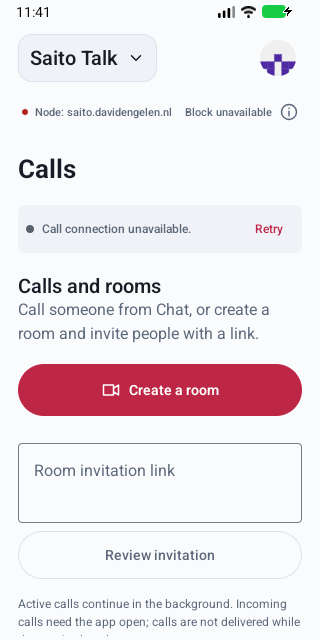 11:41
Saito Talk
Node: saito.davidengelen.nl Block unavailable
Calls
Call connection unavailable. Retry
Calls and rooms
Call someone from Chat, or create a
room and invite people with a link.
Create a room
Room invitation link
Review invitation
Active calls continue in the background. Incoming
calls need the app open; calls are not delivered while